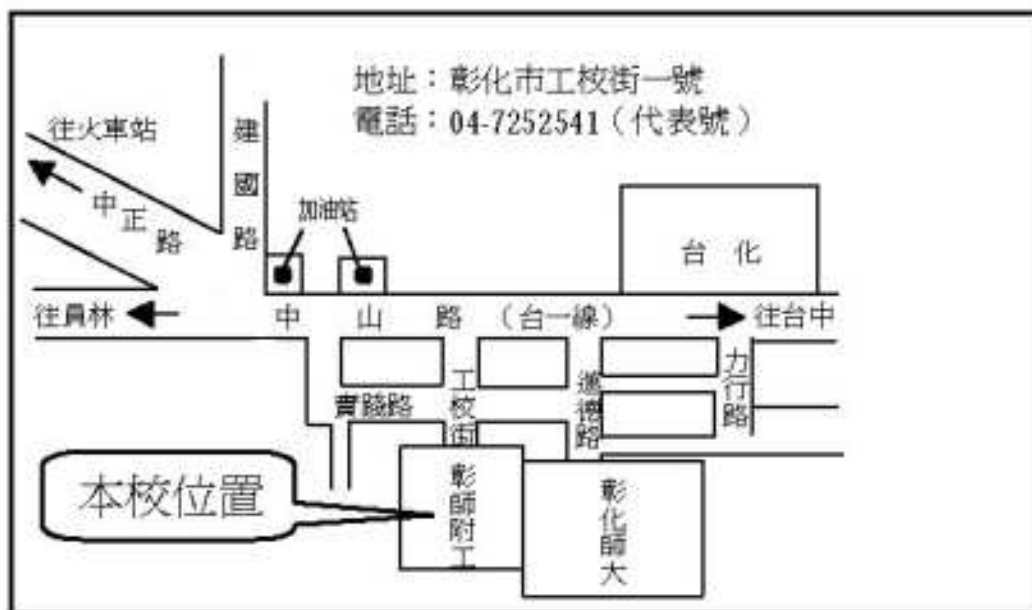 地址：彰化市工校街一號
電話：04-7252541（代表號）
往火車站
中正路
建國路
加油站
台化
往員林
中山路（台一線）
往台中
實踐路
工校街
進德路
力行路
本校位置
彰師附工
彰化師大